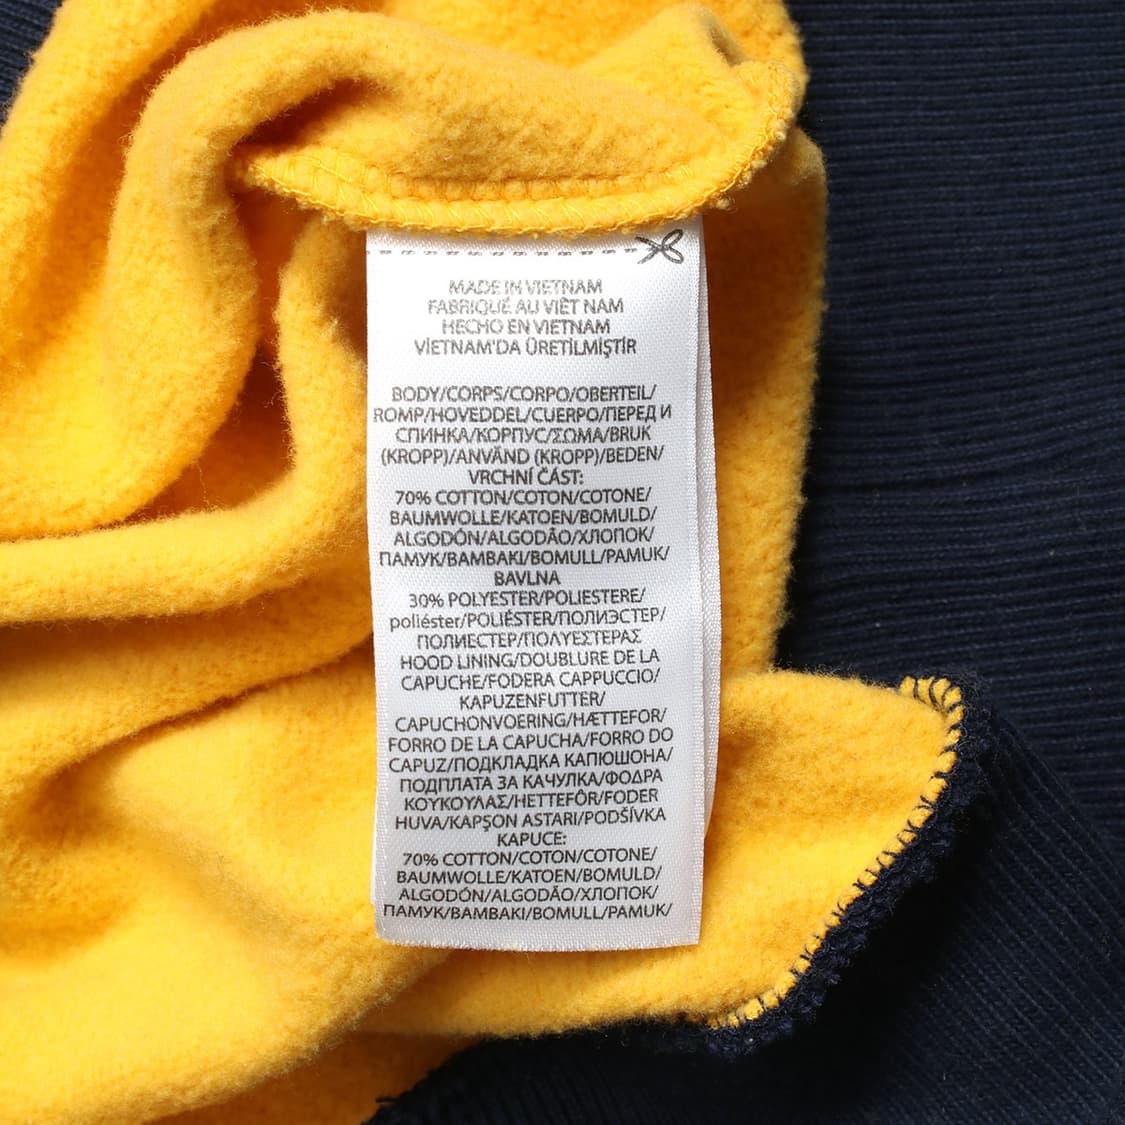 MADE IN VIETNAM
FABRIQUÉ AU VIÊT NAM
HECHO EN VIETNAM
VİETNAM'DA ÜRETİLMİŞTİR
BODY/CORPS/CORPO/OBERTEIL/
ROMP/HOVEDDEL/CUERPO/ПЕРЕД И
СПИНКА/КОРПУС/ΣΩΜΑ/BRUK
(KROPP)/ANVÄND (KROPP)/BEDEN/
VRCHNÍ ČÁST:
70% COTTON/COTON/COTONE/
BAUMWOLLE/KATOEN/BOMULD/
ALGODÓN/ALGODÃO/ХЛОПОК/
ПАМУК/ΒΑΜΒΑΚΙ/BOMULL/PAMUK/
BAVLNA
30% POLYESTER/POLIESTERE/
poliéster/POLIÉSTER/ПОЛИЭСТЕР/
ПОЛИЕСТЕР/ΠΟΛΥΕΣΤΕΡΑΣ
HOOD LINING/DOUBLURE DE LA
CAPUCHE/FODERA CAPPUCCIO/
KAPUZENFUTTER/
CAPUCHONVOERING/HÆTTEFOR/
FORRO DE LA CAPUCHA/FORRO DO
CAPUZ/ПОДКЛАДКА КАПЮШОНА/
ПОДПЛАТА ЗА КАЧУЛКА/ΦΟΔΡΑ
ΚΟΥΚΟΥΛΑΣ/HETTEFÔR/FODER
HUVA/KAPŞON ASTARI/PODŠÍVKA
KAPUCE:
70% COTTON/COTON/COTONE/
BAUMWOLLE/KATOEN/BOMULD/
ALGODÓN/ALGODÃO/ХЛОПОК/
ПАМУК/ΒΑΜΒΑΚΙ/BOMULL/PAMUK/